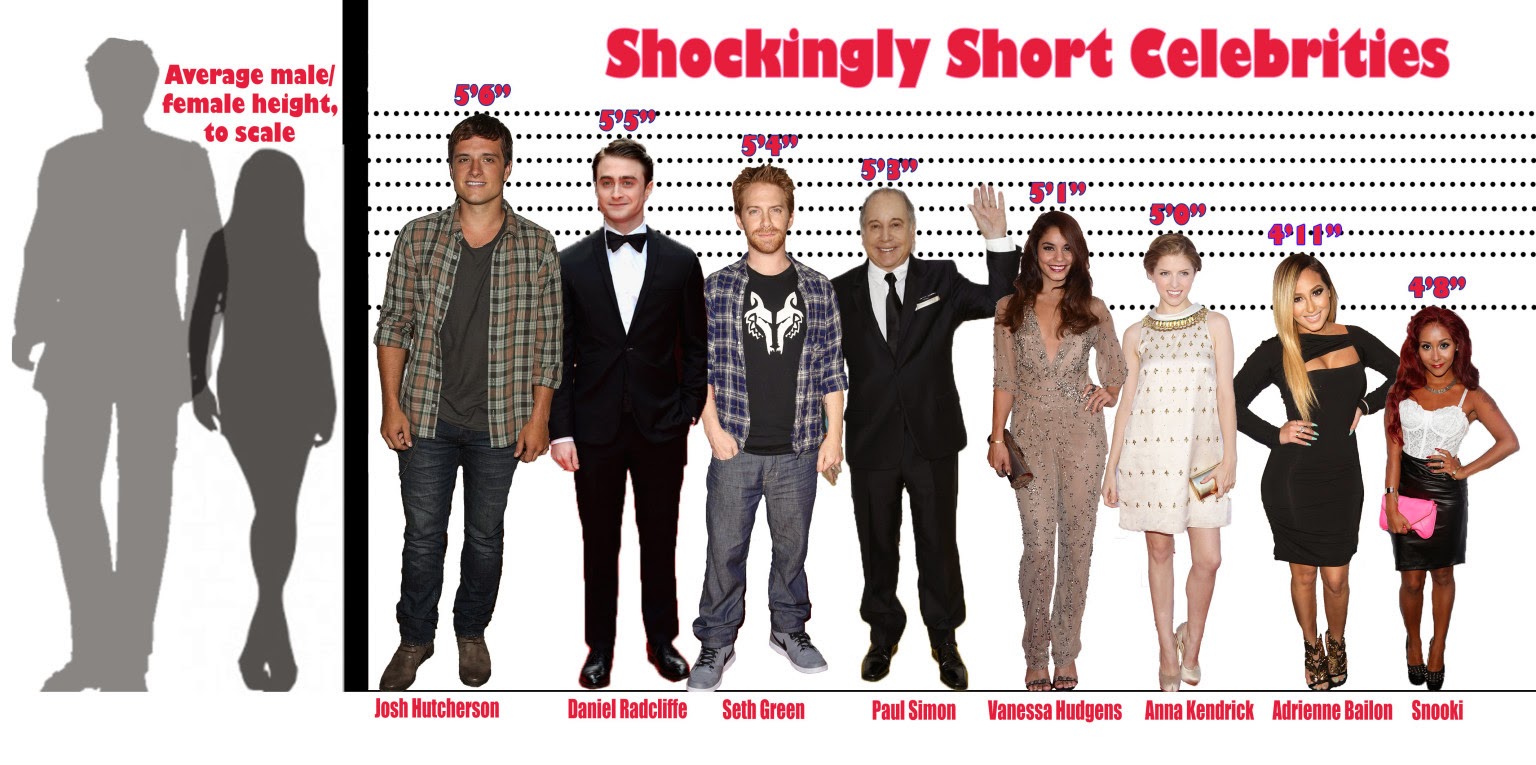 Shockingly Short Celebrities
Average male/
female height,
to scale
5’6”
5’5”
5’4”
5’3”
5’1”
5’0”
4’11”
4’8”
Josh Hutcherson
Daniel Radcliffe
Seth Green
Paul Simon
Vanessa Hudgens
Anna Kendrick
Adrienne Bailon
Snooki